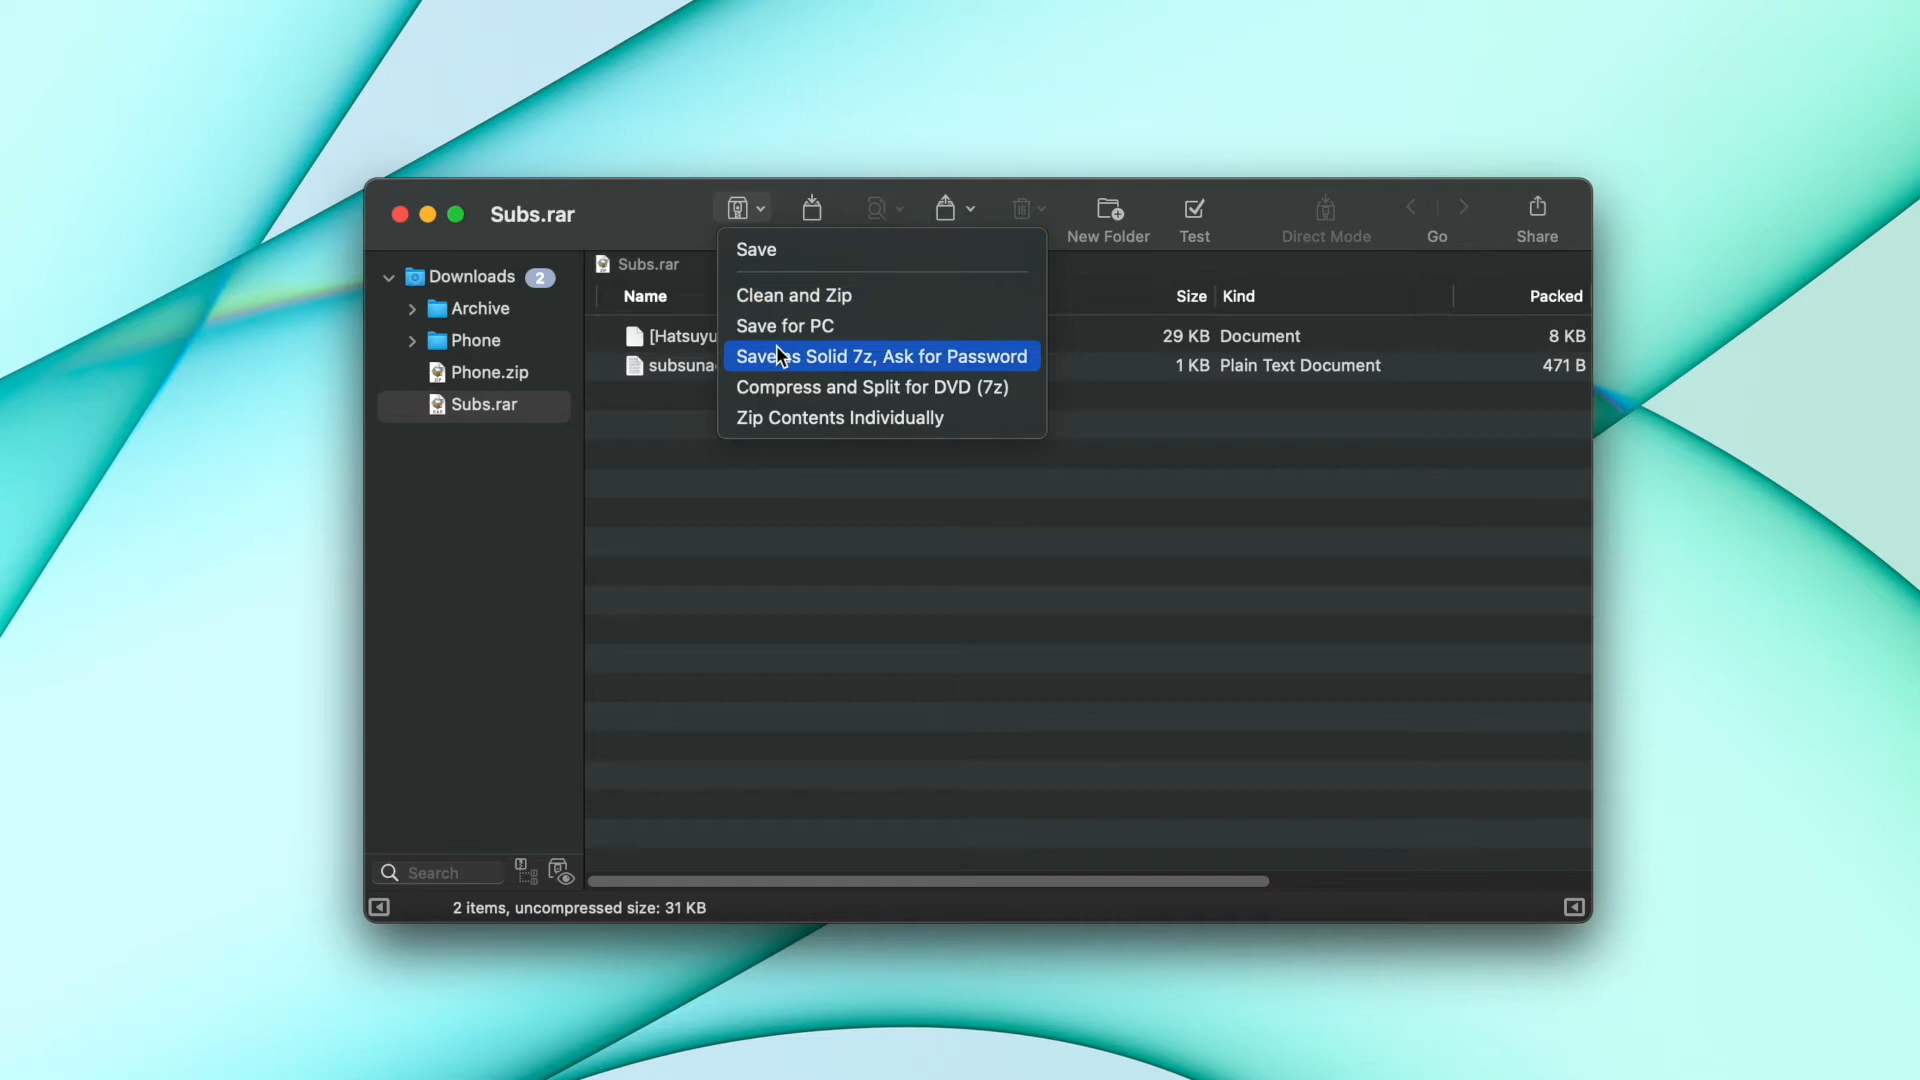 Subs.rar
New Folder
Test
Direct Mode
Go
Share
Save
Clean and Zip
Save for PC
Save as Solid 7z, Ask for Password
Compress and Split for DVD (7z)
Zip Contents Individually
Downloads 2
Archive
Phone
Phone.zip
Subs.rar
Subs.rar
Name Size Kind Packed
[Hatsuyu 29 KB Document 8 KB
subsuna 1 KB Plain Text Document 471 B
Search
2 items, uncompressed size: 31 KB